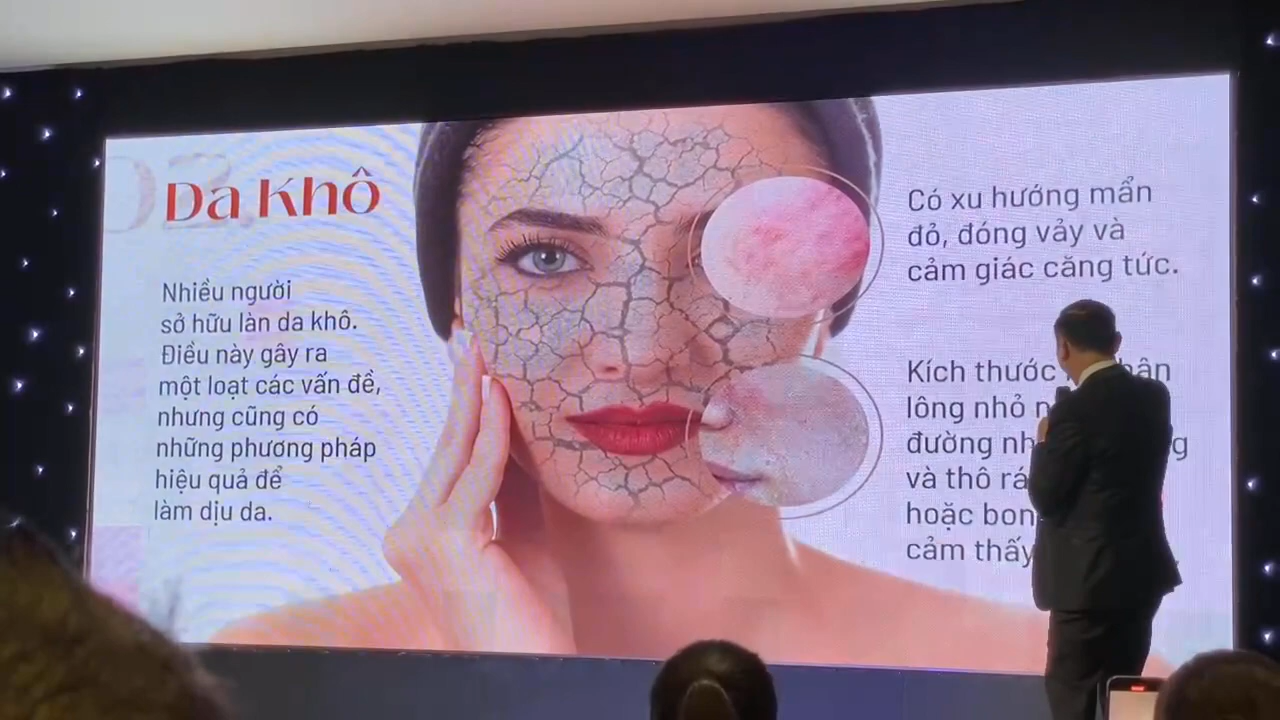 02.
Da Khô
Nhiều người
sở hữu làn da khô.
Điều này gây ra
một loạt các vấn đề,
nhưng cũng có
những phương pháp
hiệu quả để
làm dịu da.
Có xu hướng mẩn
đỏ, đóng vảy và
cảm giác căng tức.
Kích thước
lông nhỏ
đường
và thô
hoặc
cảm thấy